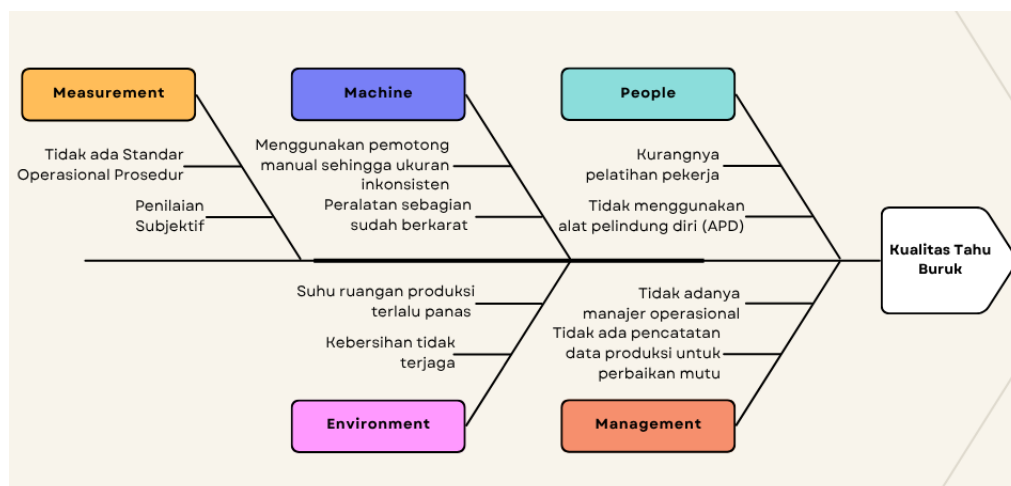 Measurement
Machine
People
Tidak ada Standar
Operasional Prosedur
Penilaian
Subjektif
Menggunakan pemotong
manual sehingga ukuran
inkonsisten
Peralatan sebagian
sudah berkarat
Kurangnya
pelatihan pekerja
Tidak menggunakan
alat pelindung diri (APD)
Kualitas Tahu
Buruk
Suhu ruangan produksi
terlalu panas
Kebersihan tidak
terjaga
Tidak adanya
manajer operasional
Tidak ada pencatatan
data produksi untuk
perbaikan mutu
Environment
Management